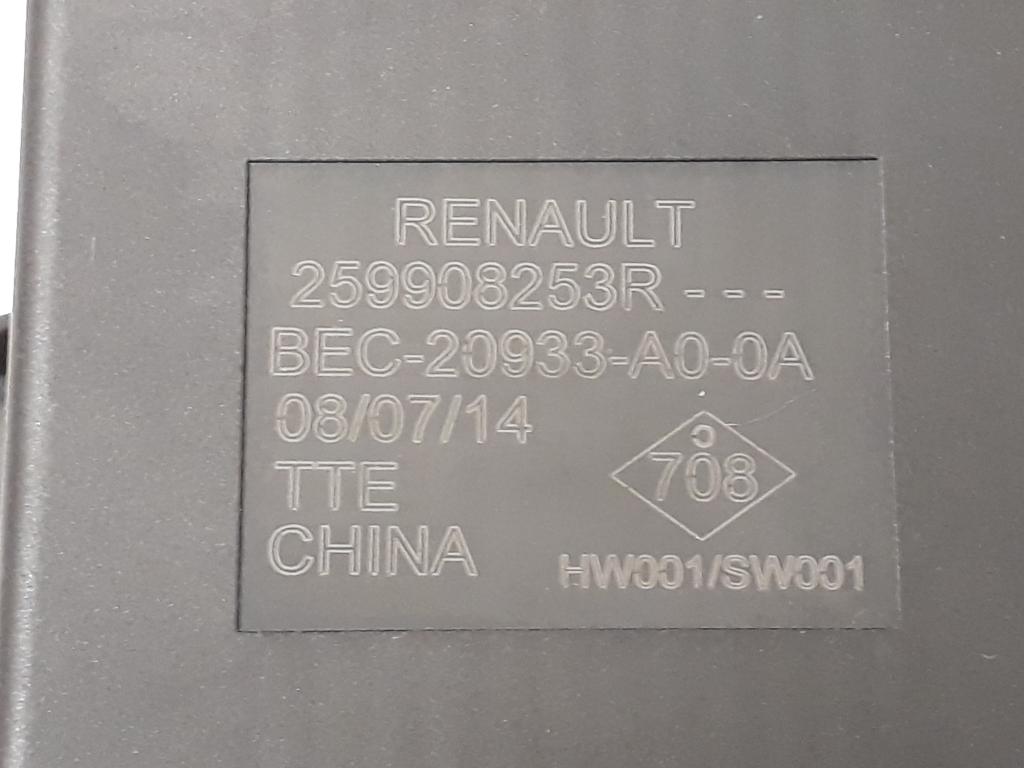 RENAULT
259908253R - - -
BEC-20933-A0-0A
08/07/14
TTE
CHINA
C
708
HW001/SW001